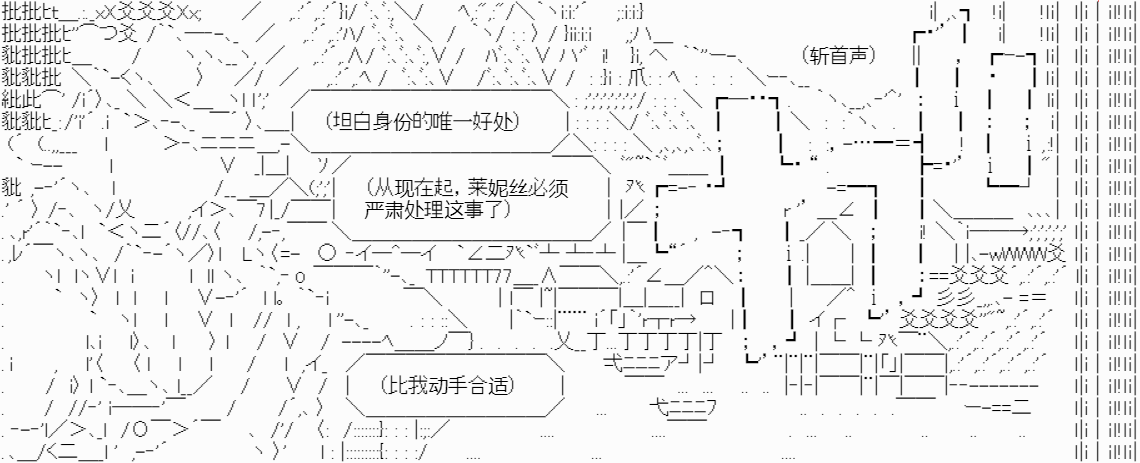 （斩首声）
（坦白身份的唯一好处）
（从现在起，莱妮丝必须
严肃处理这事了）
（比我动手合适）